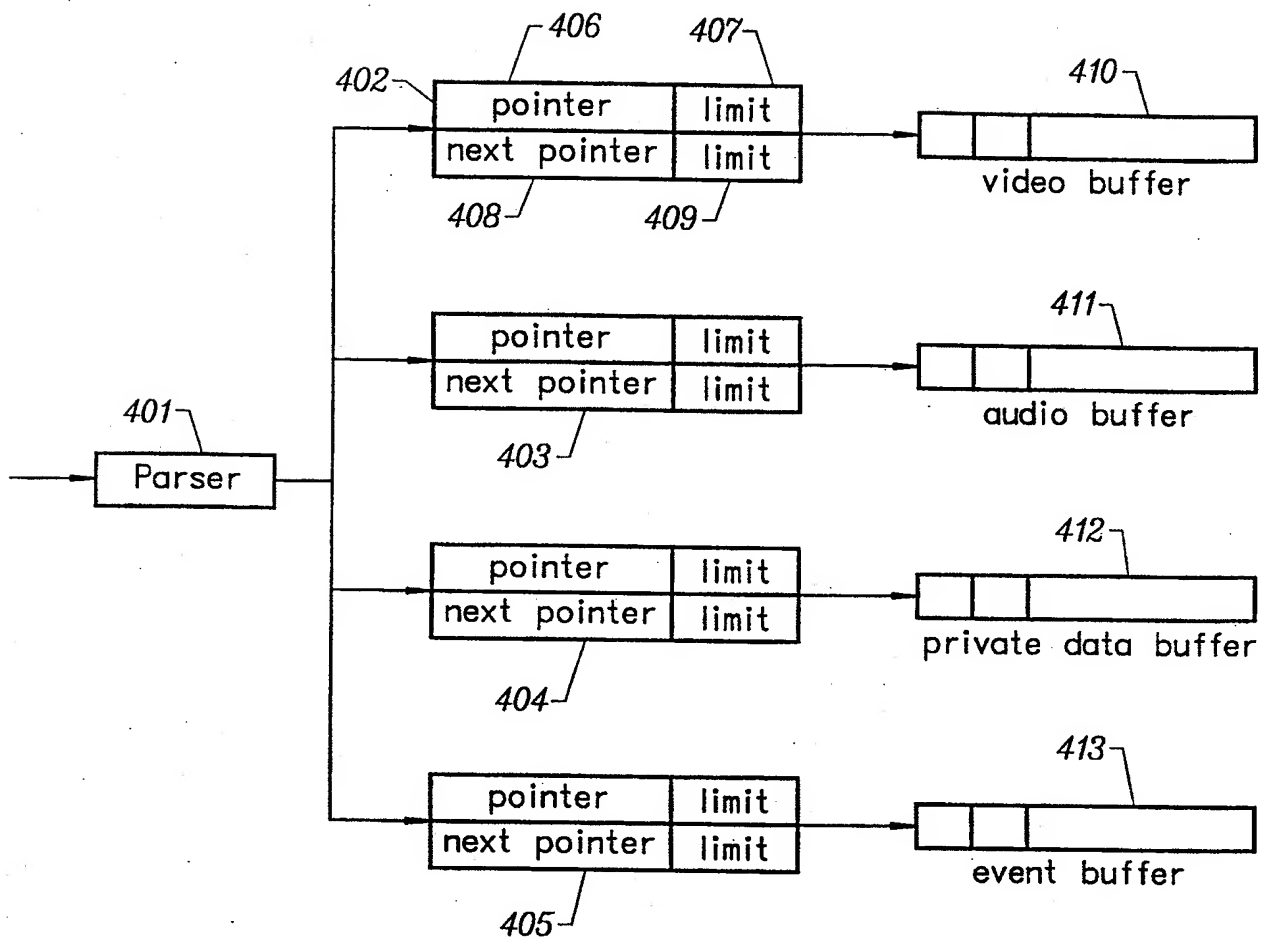 406
407
402
410
pointer limit
next pointer limit
video buffer
408
409
411
pointer limit
next pointer limit
audio buffer
401
403
Parser
412
pointer limit
next pointer limit
private data buffer
404
413
pointer limit
next pointer limit
event buffer
405